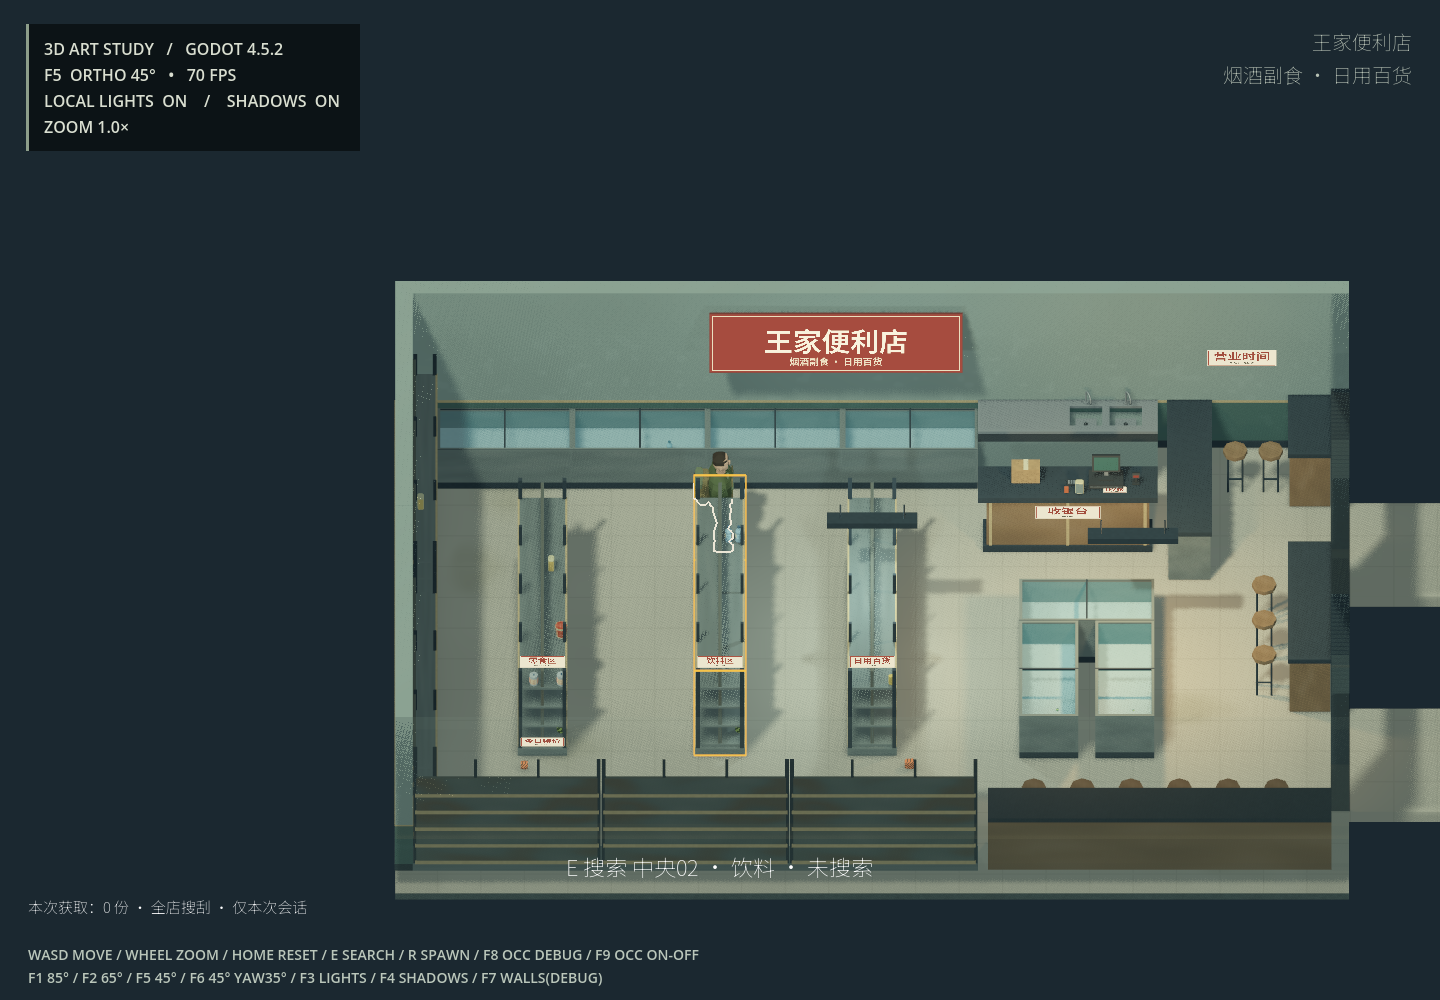 3D ART STUDY / GODOT 4.5.2
F5 ORTHO 45° • 70 FPS
LOCAL LIGHTS ON / SHADOWS ON
ZOOM 1.0×
王家便利店
烟酒副食 · 日用百货
王家便利店
烟酒副食 · 日用百货
营业时间
收银台
零食区
饮料区
日用百货
E 搜索 中央02 · 饮料 · 未搜索
本次获取：0 份 · 全店搜刮 · 仅本次会话
WASD MOVE / WHEEL ZOOM / HOME RESET / E SEARCH / R SPAWN / F8 OCC DEBUG / F9 OCC ON-OFF
F1 85° / F2 65° / F5 45° / F6 45° YAW35° / F3 LIGHTS / F4 SHADOWS / F7 WALLS(DEBUG)